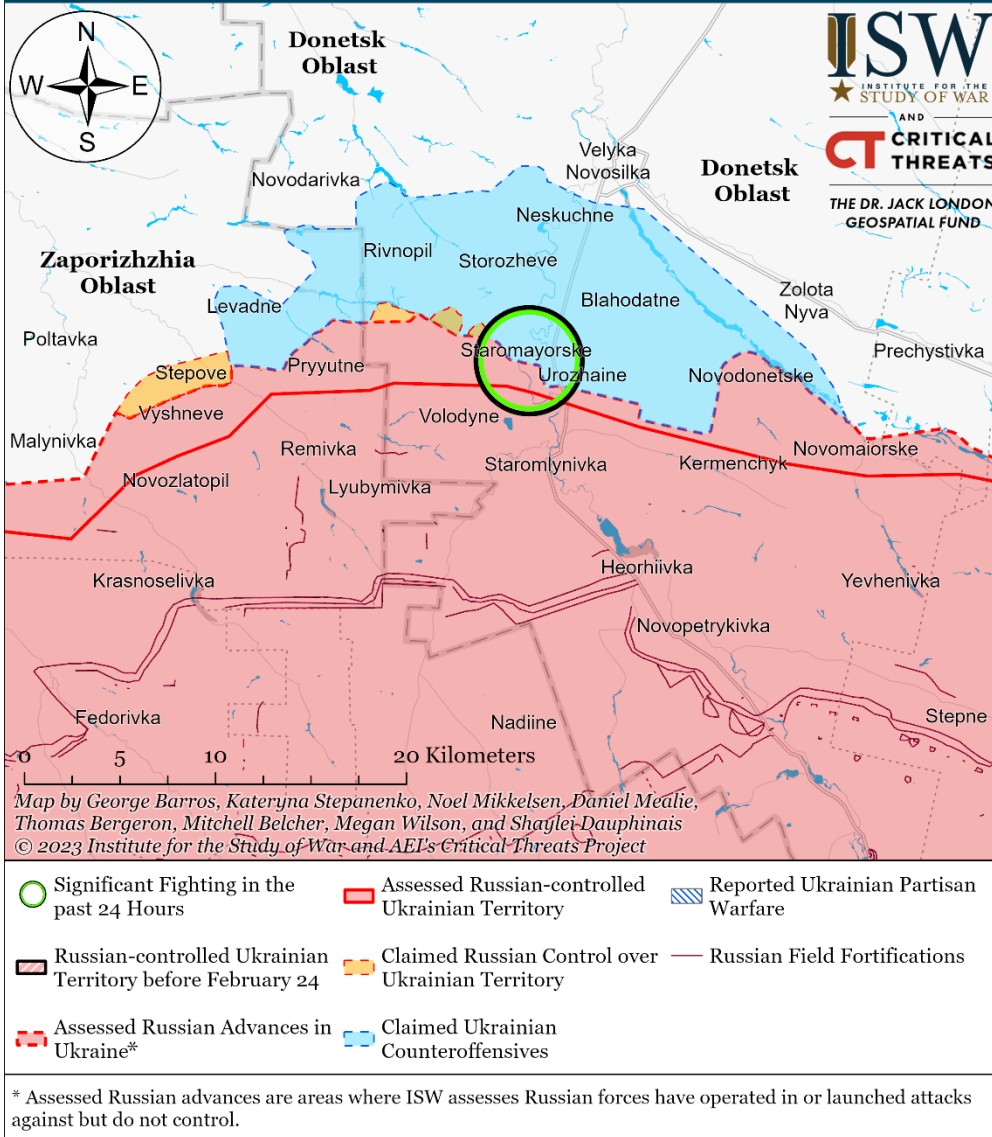 N
W
E
S
Donetsk
Oblast
ISW
INSTITUTE FOR THE
STUDY OF WAR
AND
CT CRITICAL
THREATS
THE DR. JACK LONDON
GEOSPATIAL FUND
Velyka
Novosilka
Novodarivka
Donetsk
Oblast
Neskuchne
Rivnopil
Storozheve
Zaporizhzhia
Oblast
Levadne
Blahodatne
Zolota
Nyva
Poltavka
Staromayorske
Prechystivka
Pryyutne
Stepove
Urozhaine
Novodonetske
Vyshneve
Volodyne
Malynivka
Remivka
Novomaiorske
Staromlynivka
Kermenchyk
Novozlatopil
Lyubymivka
Heorhiivka
Krasnoselivka
Yevhenivka
Novopetrykivka
Fedorivka
Nadiine
Stepne
0 5 10 20 Kilometers
Map by George Barros, Kateryna Stepanenko, Noel Mikkelsen, Daniel Mealie,
Thomas Bergeron, Mitchell Belcher, Megan Wilson, and Shaylei Dauphinais
© 2023 Institute for the Study of War and AEI's Critical Threats Project
Significant Fighting in the
past 24 Hours
Assessed Russian-controlled
Ukrainian Territory
Reported Ukrainian Partisan
Warfare
Russian-controlled Ukrainian
Territory before February 24
Claimed Russian Control over
Ukrainian Territory
Russian Field Fortifications
Assessed Russian Advances in
Ukraine*
Claimed Ukrainian
Counteroffensives
* Assessed Russian advances are areas where ISW assesses Russian forces have operated in or launched attacks
against but do not control.